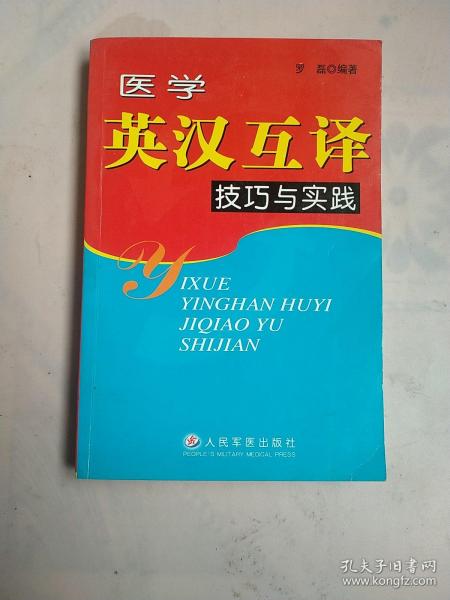 罗 磊◎编著
医学
英汉互译
技巧与实践
YIXUE
YINGHAN HUYI
JIQIAO YU
SHIJIAN
人民军医出版社
PEOPLE'S MILITARY MEDICAL PRESS
孔夫子旧书网
www.kongfz.com